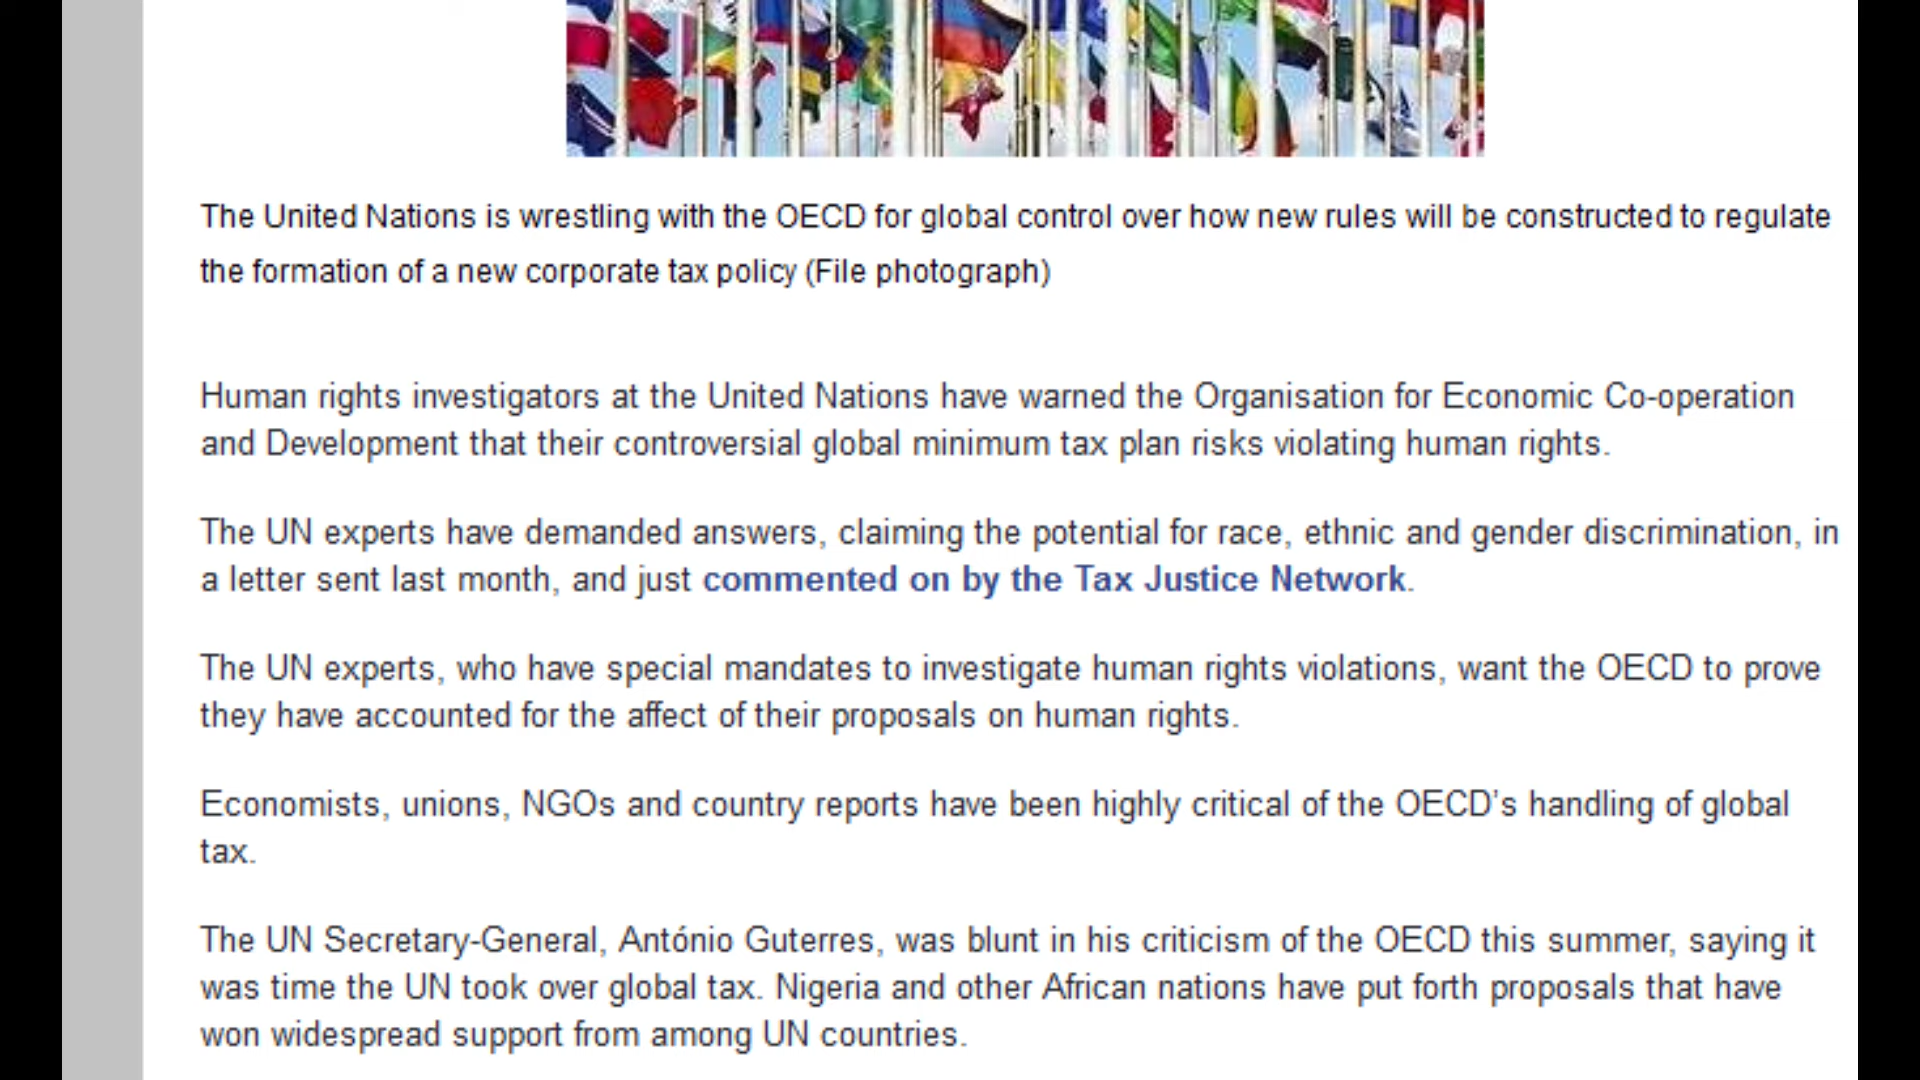 The United Nations is wrestling with the OECD for global control over how new rules will be constructed to regulate
the formation of a new corporate tax policy (File photograph)
Human rights investigators at the United Nations have warned the Organisation for Economic Co-operation
and Development that their controversial global minimum tax plan risks violating human rights.
The UN experts have demanded answers, claiming the potential for race, ethnic and gender discrimination, in
a letter sent last month, and just commented on by the Tax Justice Network.
The UN experts, who have special mandates to investigate human rights violations, want the OECD to prove
they have accounted for the affect of their proposals on human rights.
Economists, unions, NGOs and country reports have been highly critical of the OECD's handling of global
tax.
The UN Secretary-General, António Guterres, was blunt in his criticism of the OECD this summer, saying it
was time the UN took over global tax. Nigeria and other African nations have put forth proposals that have
won widespread support from among UN countries.